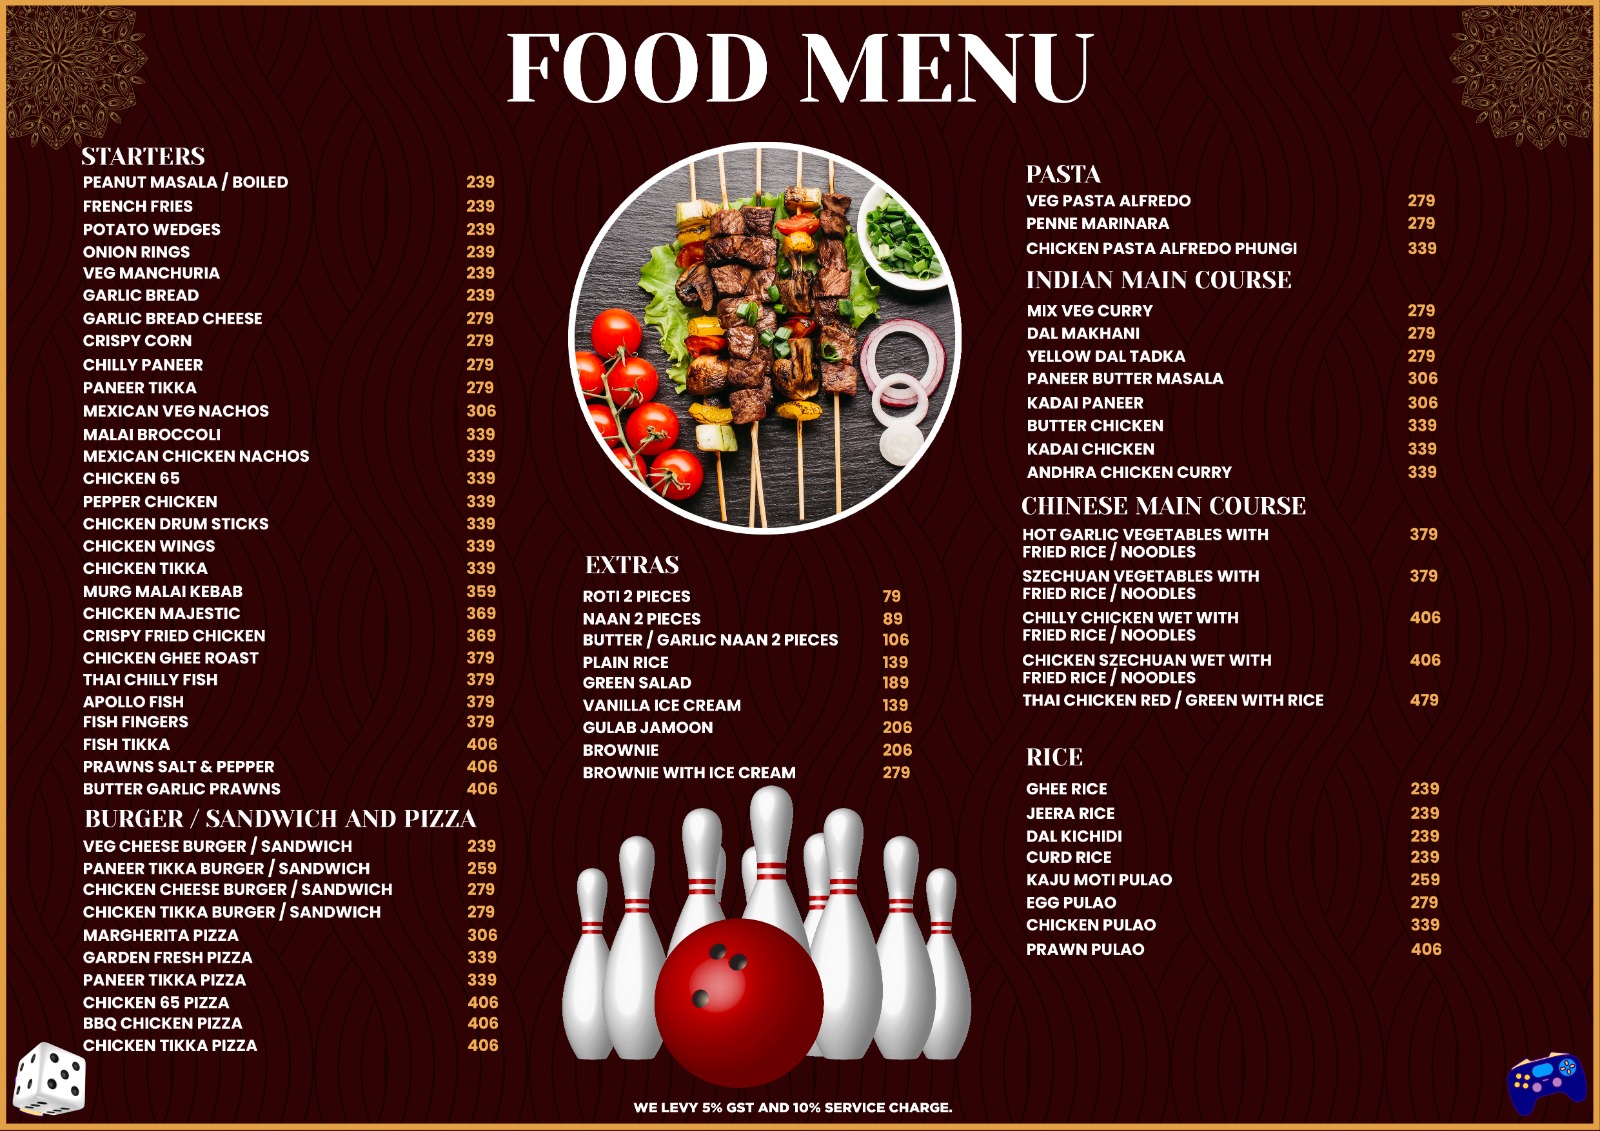 FOOD MENU
STARTERS
PEANUT MASALA / BOILED 239
FRENCH FRIES 239
POTATO WEDGES 239
ONION RINGS 239
VEG MANCHURIA 239
GARLIC BREAD 239
GARLIC BREAD CHEESE 279
CRISPY CORN 279
CHILLY PANEER 279
PANEER TIKKA 279
MEXICAN VEG NACHOS 306
MALAI BROCCOLI 339
MEXICAN CHICKEN NACHOS 339
CHICKEN 65 339
PEPPER CHICKEN 339
CHICKEN DRUM STICKS 339
CHICKEN WINGS 339
CHICKEN TIKKA 339
MURG MALAI KEBAB 359
CHICKEN MAJESTIC 369
CRISPY FRIED CHICKEN 369
CHICKEN GHEE ROAST 379
THAI CHILLY FISH 379
APOLLO FISH 379
FISH FINGERS 379
FISH TIKKA 406
PRAWNS SALT & PEPPER 406
BUTTER GARLIC PRAWNS 406
BURGER / SANDWICH AND PIZZA
VEG CHEESE BURGER / SANDWICH 239
PANEER TIKKA BURGER / SANDWICH 259
CHICKEN CHEESE BURGER / SANDWICH 279
CHICKEN TIKKA BURGER / SANDWICH 279
MARGHERITA PIZZA 306
GARDEN FRESH PIZZA 339
PANEER TIKKA PIZZA 339
CHICKEN 65 PIZZA 406
BBQ CHICKEN PIZZA 406
CHICKEN TIKKA PIZZA 406
EXTRAS
ROTI 2 PIECES 79
NAAN 2 PIECES 89
BUTTER / GARLIC NAAN 2 PIECES 106
PLAIN RICE 139
GREEN SALAD 189
VANILLA ICE CREAM 139
GULAB JAMOON 206
BROWNIE 206
BROWNIE WITH ICE CREAM 279
PASTA
VEG PASTA ALFREDO 279
PENNE MARINARA 279
CHICKEN PASTA ALFREDO PHUNGI 339
INDIAN MAIN COURSE
MIX VEG CURRY 279
DAL MAKHANI 279
YELLOW DAL TADKA 279
PANEER BUTTER MASALA 306
KADAI PANEER 306
BUTTER CHICKEN 339
KADAI CHICKEN 339
ANDHRA CHICKEN CURRY 339
CHINESE MAIN COURSE
HOT GARLIC VEGETABLES WITH 379
FRIED RICE / NOODLES
SZECHUAN VEGETABLES WITH 379
FRIED RICE / NOODLES
CHILLY CHICKEN WET WITH 406
FRIED RICE / NOODLES
CHICKEN SZECHUAN WET WITH 406
FRIED RICE / NOODLES
THAI CHICKEN RED / GREEN WITH RICE 479
RICE
GHEE RICE 239
JEERA RICE 239
DAL KICHIDI 239
CURD RICE 239
KAJU MOTI PULAO 259
EGG PULAO 279
CHICKEN PULAO 339
PRAWN PULAO 406
WE LEVY 5% GST AND 10% SERVICE CHARGE.